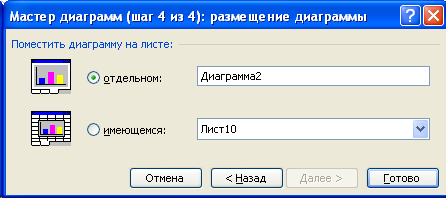 Мастер диаграмм (шаг 4 из 4): размещение диаграммы
Поместить диаграмму на листе:
отдельном: Диаграмма2
имеющемся: Лист10
Отмена < Назад Далее > Готово